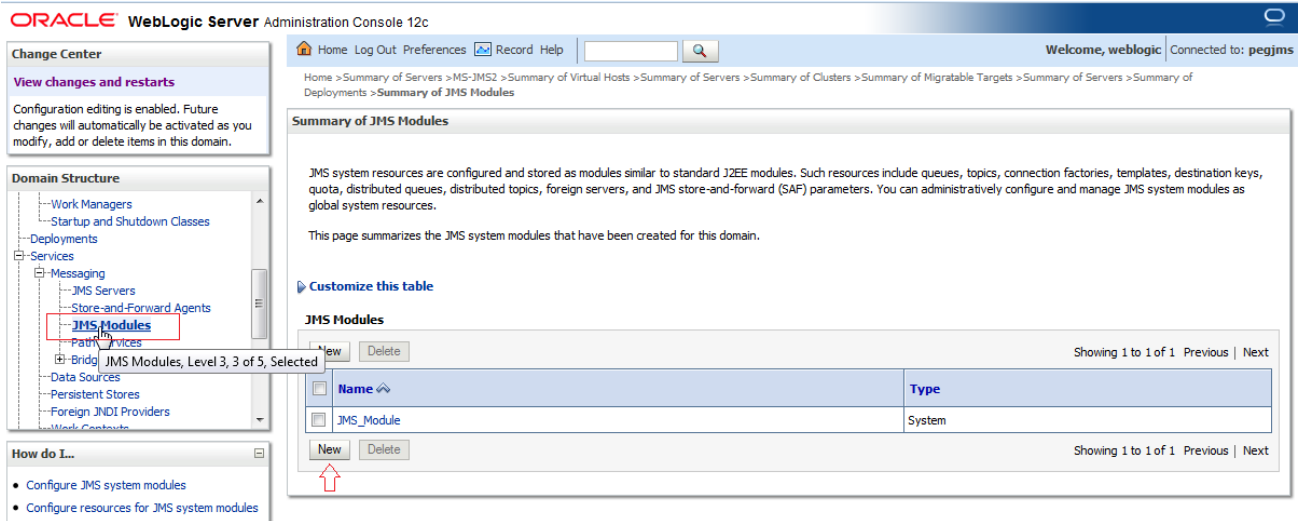 ORACLE WebLogic Server Administration Console 12c
Change Center
View changes and restarts
Configuration editing is enabled. Future
changes will automatically be activated as you
modify, add or delete items in this domain.
Domain Structure
Work Managers
Startup and Shutdown Classes
Deployments
Services
Messaging
JMS Servers
Store-and-Forward Agents
JMS Modules
JMS Modules, Level 3, 3 of 5, Selected
Data Sources
Persistent Stores
Foreign JNDI Providers
Work Contexts
How do I...
Configure JMS system modules
Configure resources for JMS system modules
Home Log Out Preferences Record Help
Welcome, weblogic Connected to: pegjms
Home >Summary of Servers >MS-JMS2 >Summary of Virtual Hosts >Summary of Servers >Summary of Clusters >Summary of Migratable Targets >Summary of Servers >Summary of
Deployments >Summary of JMS Modules
Summary of JMS Modules
JMS system resources are configured and stored as modules similar to standard J2EE modules. Such resources include queues, topics, connection factories, templates, destination keys,
quota, distributed queues, distributed topics, foreign servers, and JMS store-and-forward (SAF) parameters. You can administratively configure and manage JMS system modules as
global system resources.
This page summarizes the JMS system modules that have been created for this domain.
Customize this table
JMS Modules
New Delete Showing 1 to 1 of 1 Previous | Next
Name Type
JMS_Module System
New Delete Showing 1 to 1 of 1 Previous | Next